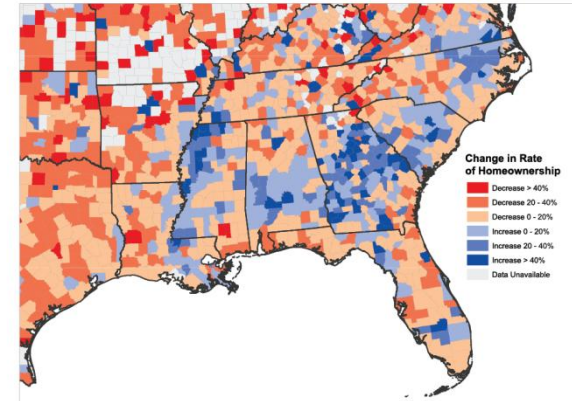 Change in Rate
of Homeownership
Decrease > 40%
Decrease 20 - 40%
Decrease 0 - 20%
Increase 0 - 20%
Increase 20 - 40%
Increase > 40%
Data Unavailable